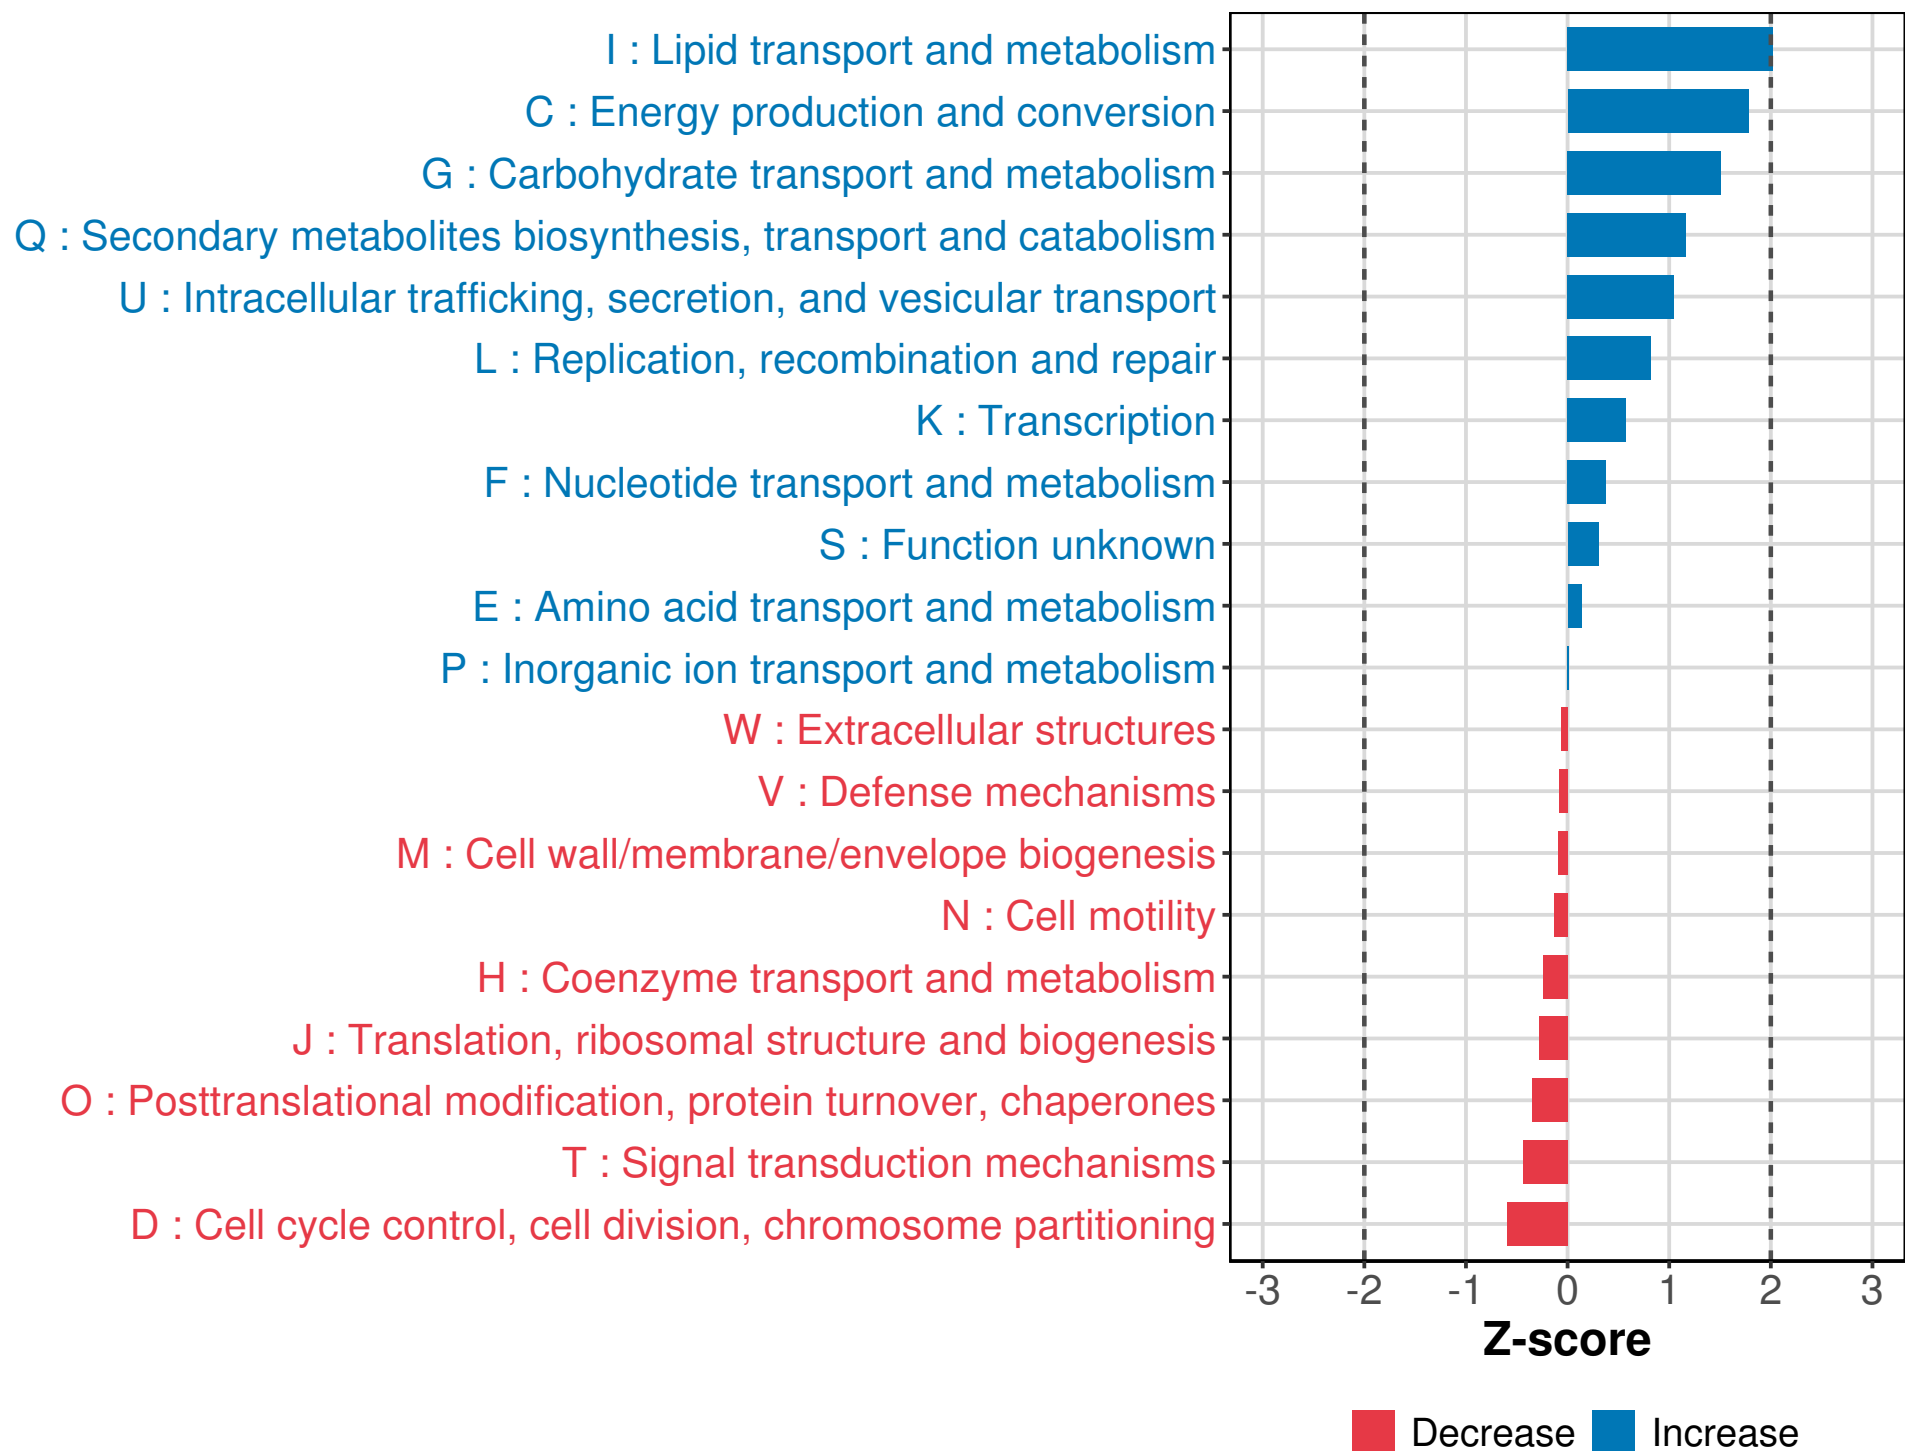 I : Lipid transport and metabolism
C : Energy production and conversion
G : Carbohydrate transport and metabolism
Q : Secondary metabolites biosynthesis, transport and catabolism
U : Intracellular trafficking, secretion, and vesicular transport
L : Replication, recombination and repair
K : Transcription
F : Nucleotide transport and metabolism
S : Function unknown
E : Amino acid transport and metabolism
P : Inorganic ion transport and metabolism
W : Extracellular structures
V : Defense mechanisms
M : Cell wall/membrane/envelope biogenesis
N : Cell motility
H : Coenzyme transport and metabolism
J : Translation, ribosomal structure and biogenesis
O : Posttranslational modification, protein turnover, chaperones
T : Signal transduction mechanisms
D : Cell cycle control, cell division, chromosome partitioning
-3 -2 -1 0 1 2 3
Z-score
Decrease Increase